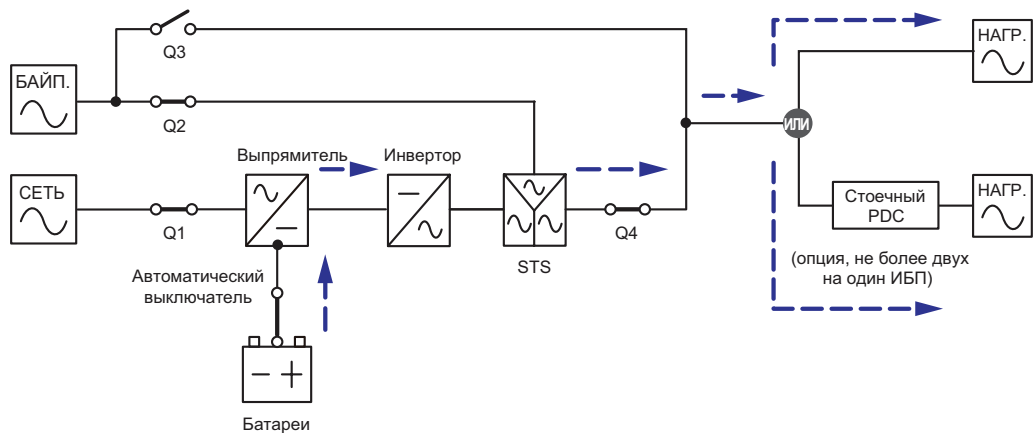 БАЙП.
Q3
НАГР.
Q2
ИЛИ
СЕТЬ
Выпрямитель
Инвертор
Q1
STS
Q4
Стоечный
PDC
НАГР.
(опция, не более двух
на один ИБП)
Автоматический
выключатель
Батареи